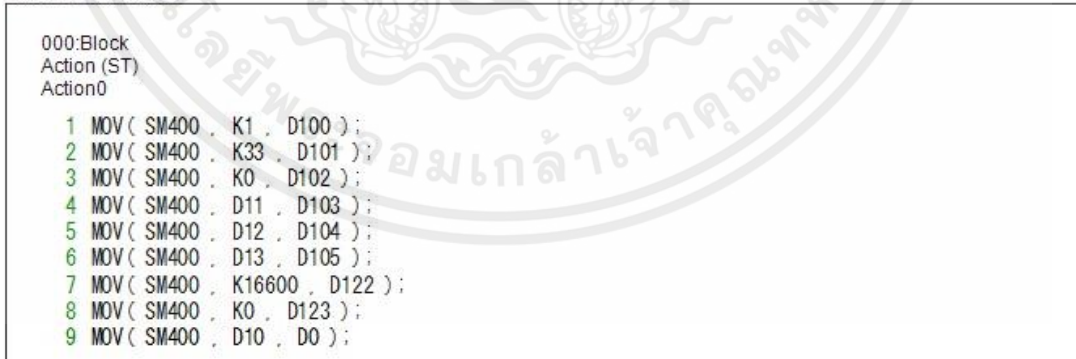 000:Block
Action (ST)
Action0
1 MOV( SM400 , K1 , D100 );
2 MOV( SM400 , K33 , D101 );
3 MOV( SM400 , K0 , D102 );
4 MOV( SM400 , D11 , D103 );
5 MOV( SM400 , D12 , D104 );
6 MOV( SM400 , D13 , D105 );
7 MOV( SM400 , K16600 , D122 );
8 MOV( SM400 , K0 , D123 );
9 MOV( SM400 , D10 , D0 );